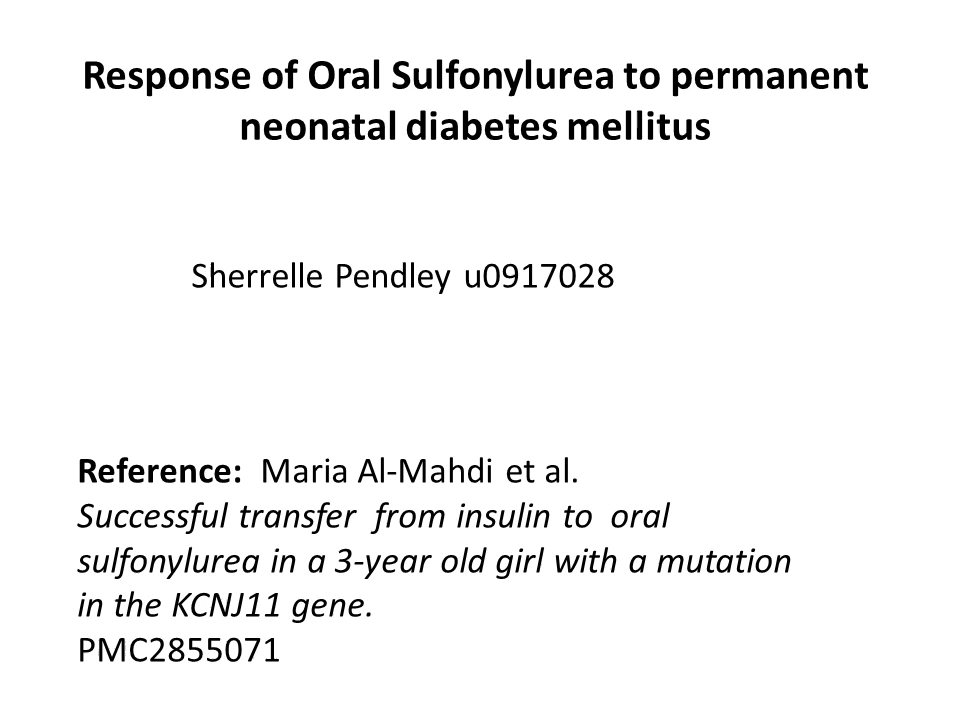 Response of Oral Sulfonylurea to permanent
neonatal diabetes mellitus
Sherrelle Pendley u0917028
Reference: Maria Al-Mahdi et al.
Successful transfer from insulin to oral
sulfonylurea in a 3-year old girl with a mutation
in the KCNJ11 gene.
PMC2855071